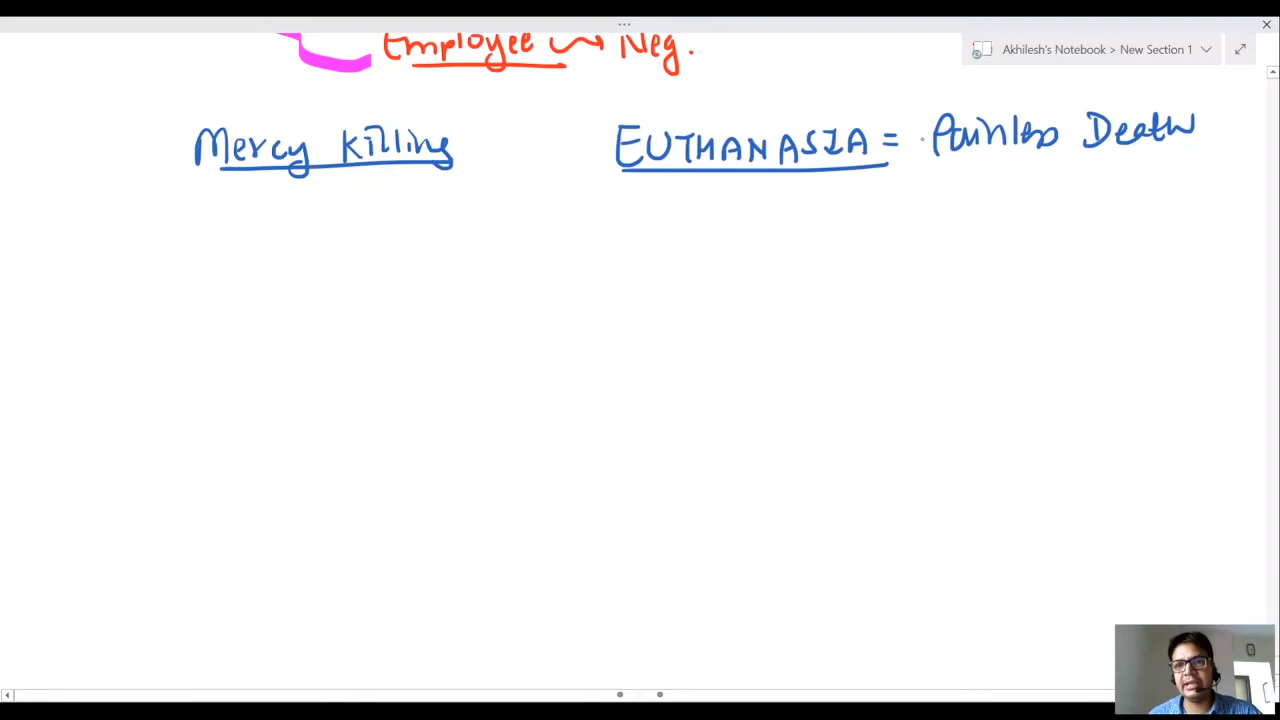 Employee Neg.
Akhilesh's Notebook > New Section 1
Mercy Killing EUTHANASIA = Painless Death